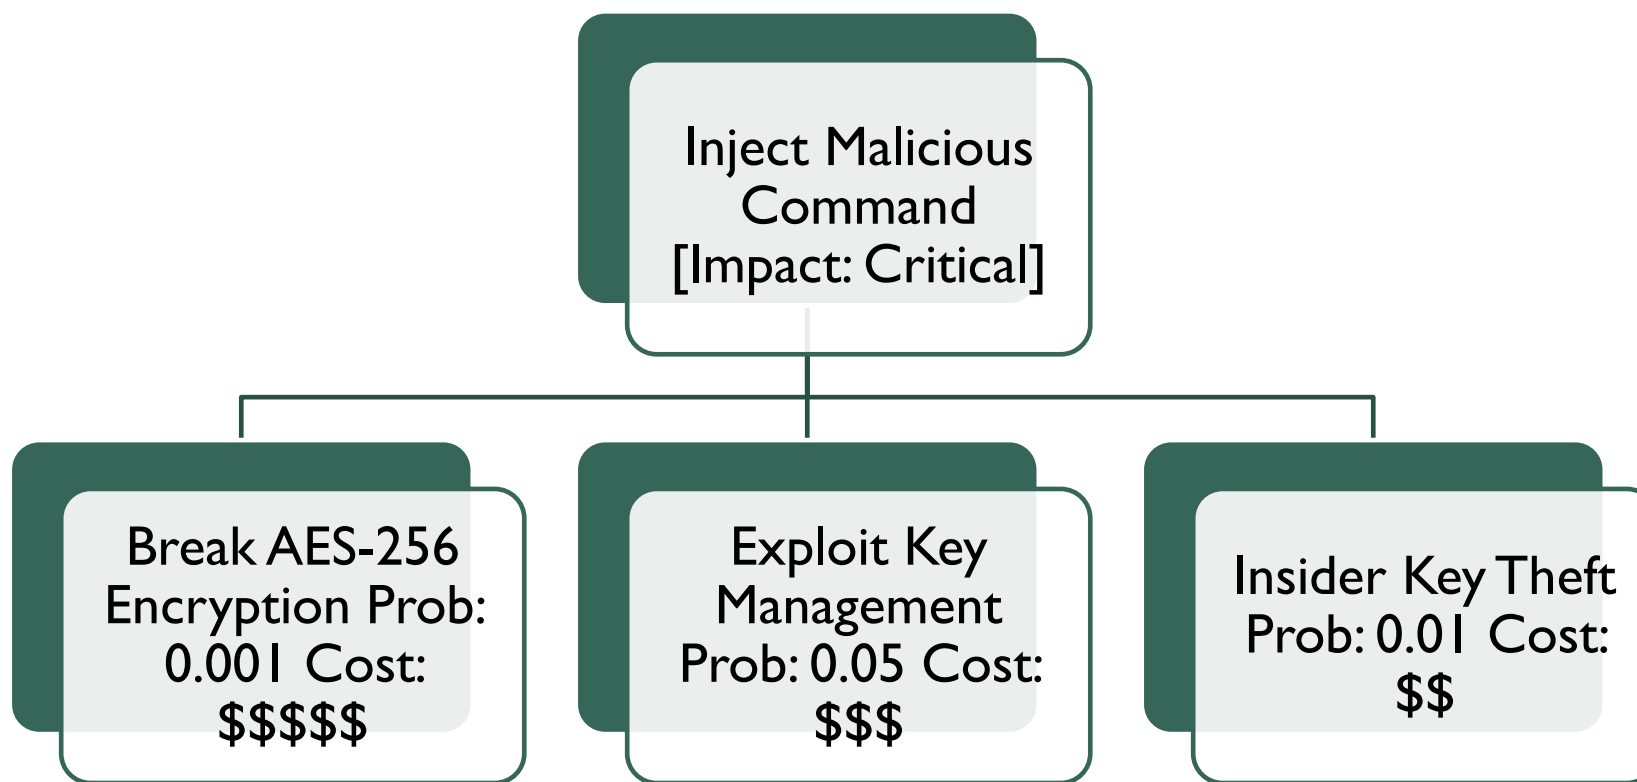 Inject Malicious
Command
[Impact: Critical]
Break AES-256
Encryption Prob:
0.001 Cost:
$$$$$
Exploit Key
Management
Prob: 0.05 Cost:
$$$
Insider Key Theft
Prob: 0.01 Cost:
$$